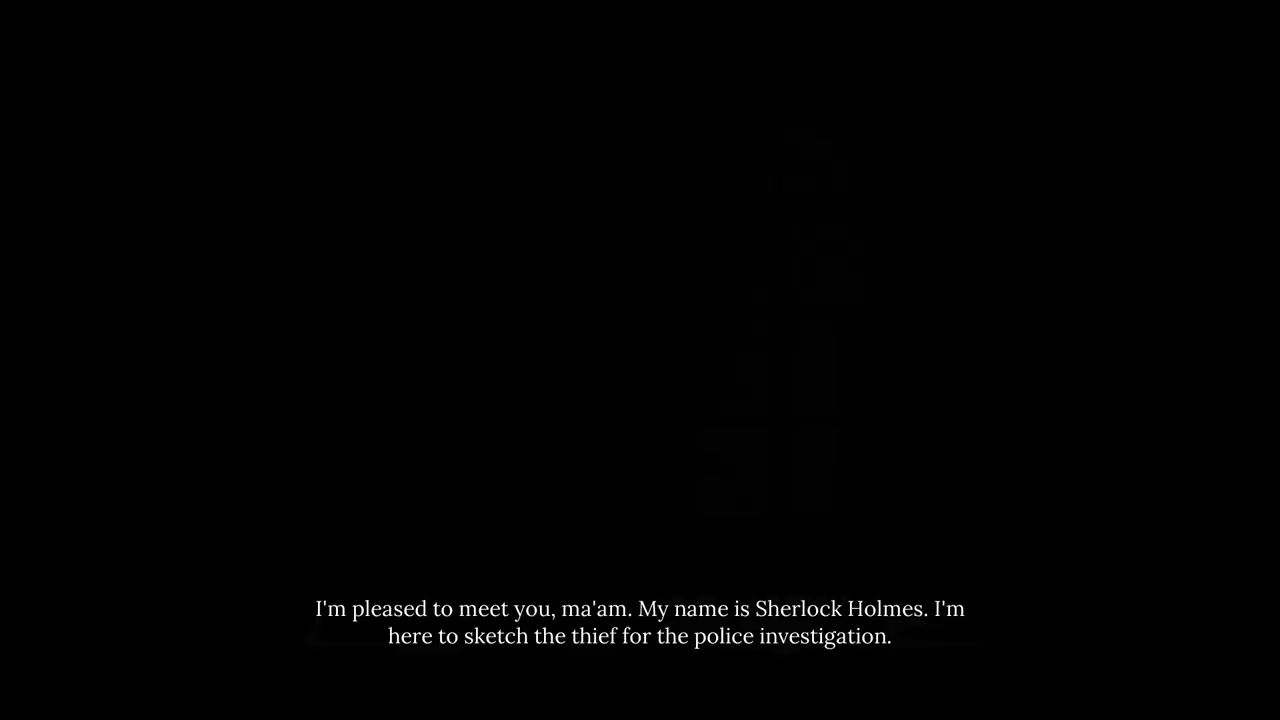 I'm pleased to meet you, ma'am. My name is Sherlock Holmes. I'm
here to sketch the thief for the police investigation.